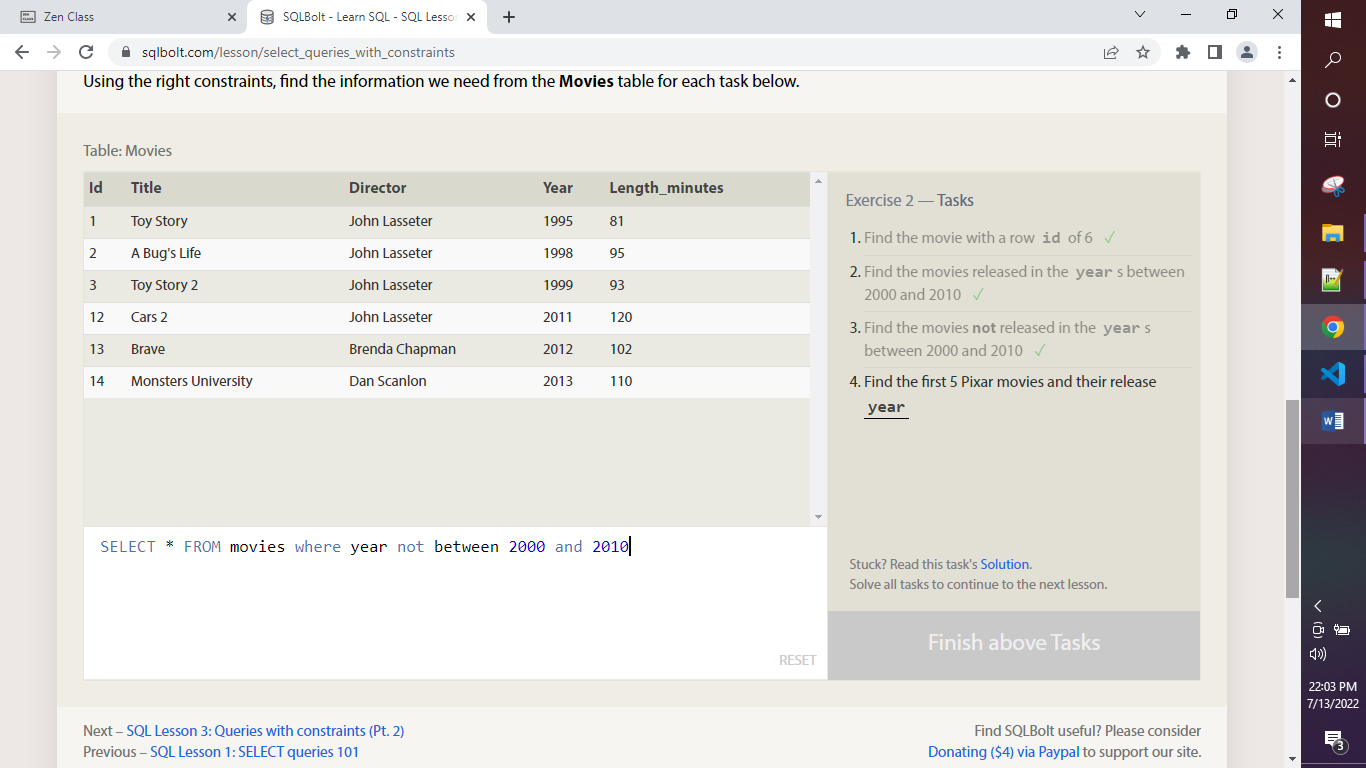 Zen Class
SQLBolt - Learn SQL - SQL Lesson
sqlbolt.com/lesson/select_queries_with_constraints
Using the right constraints, find the information we need from the Movies table for each task below.
Table: Movies
Id Title Director Year Length_minutes
1 Toy Story John Lasseter 1995 81
2 A Bug's Life John Lasseter 1998 95
3 Toy Story 2 John Lasseter 1999 93
12 Cars 2 John Lasseter 2011 120
13 Brave Brenda Chapman 2012 102
14 Monsters University Dan Scanlon 2013 110
SELECT * FROM movies where year not between 2000 and 2010
RESET
Exercise 2 — Tasks
1. Find the movie with a row id of 6 ✓
2. Find the movies released in the year s between
2000 and 2010 ✓
3. Find the movies not released in the year s
between 2000 and 2010 ✓
4. Find the first 5 Pixar movies and their release
year
Stuck? Read this task's Solution.
Solve all tasks to continue to the next lesson.
Finish above Tasks
Next – SQL Lesson 3: Queries with constraints (Pt. 2)
Previous – SQL Lesson 1: SELECT queries 101
Find SQLBolt useful? Please consider
Donating ($4) via Paypal to support our site.
22:03 PM
7/13/2022
3